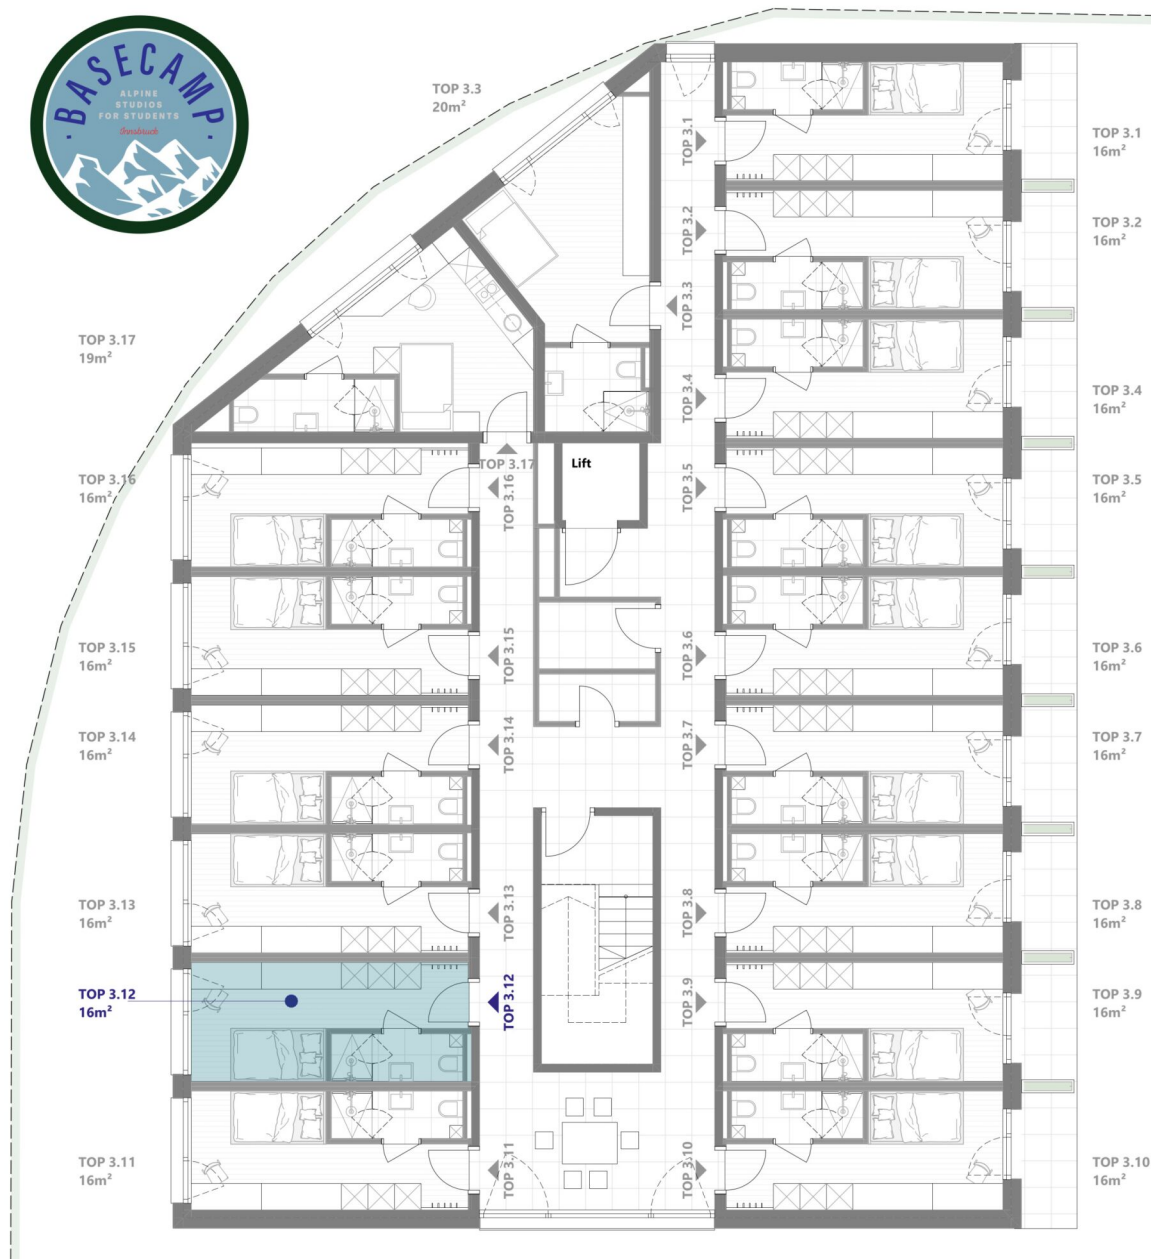 BASECAMP
ALPINE
STUDIOS
FOR STUDENTS
Innsbruck
TOP 3.3
20m²
TOP 3.17
19m²
TOP 3.16
16m²
TOP 3.15
16m²
TOP 3.14
16m²
TOP 3.13
16m²
TOP 3.12
16m²
TOP 3.11
16m²
TOP 3.17
TOP 3.16
TOP 3.15
TOP 3.14
TOP 3.13
TOP 3.12
TOP 3.11
Lift
TOP 3.1
TOP 3.2
TOP 3.3
TOP 3.4
TOP 3.5
TOP 3.6
TOP 3.7
TOP 3.8
TOP 3.9
TOP 3.10
TOP 3.1
16m²
TOP 3.2
16m²
TOP 3.4
16m²
TOP 3.5
16m²
TOP 3.6
16m²
TOP 3.7
16m²
TOP 3.8
16m²
TOP 3.9
16m²
TOP 3.10
16m²